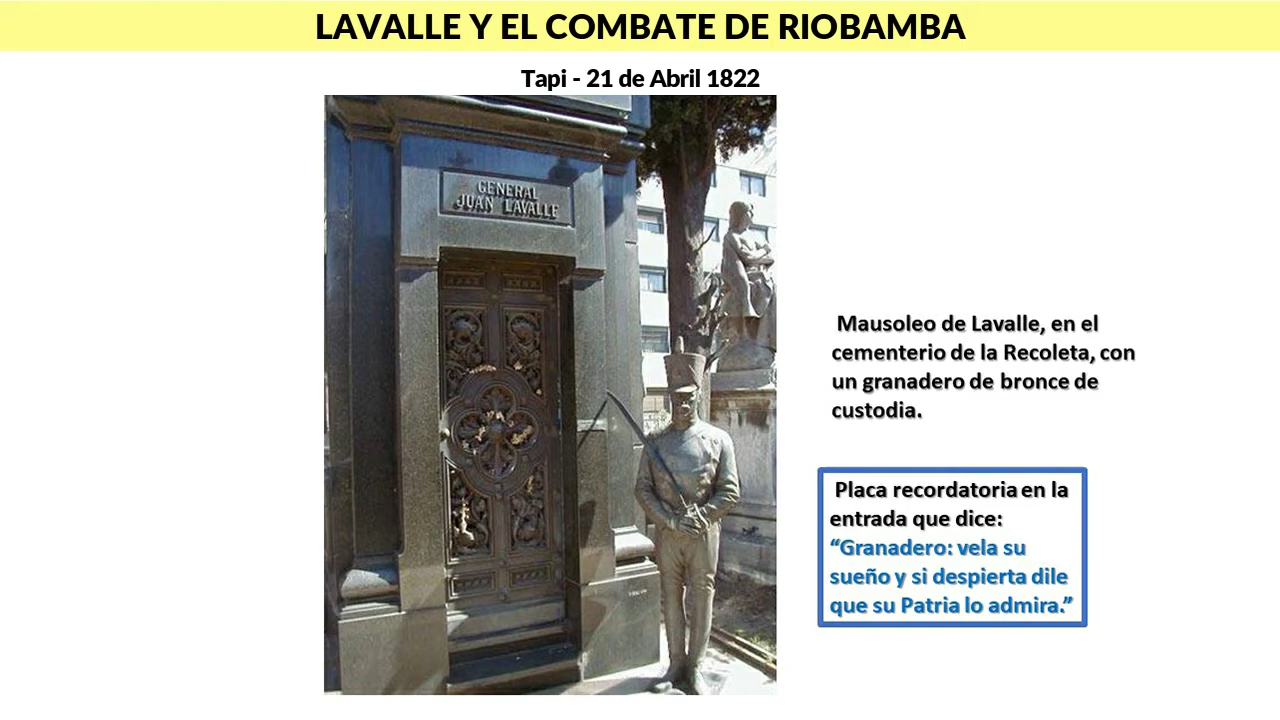 LAVALLE Y EL COMBATE DE RIOBAMBA
Tapi - 21 de Abril 1822
GENERAL
JUAN LAVALLE
Mausoleo de Lavalle, en el
cementerio de la Recoleta, con
un granadero de bronce de
custodia.
Placa recordatoria en la
entrada que dice:
“Granadero: vela su
sueño y si despierta dile
que su Patria lo admira.”